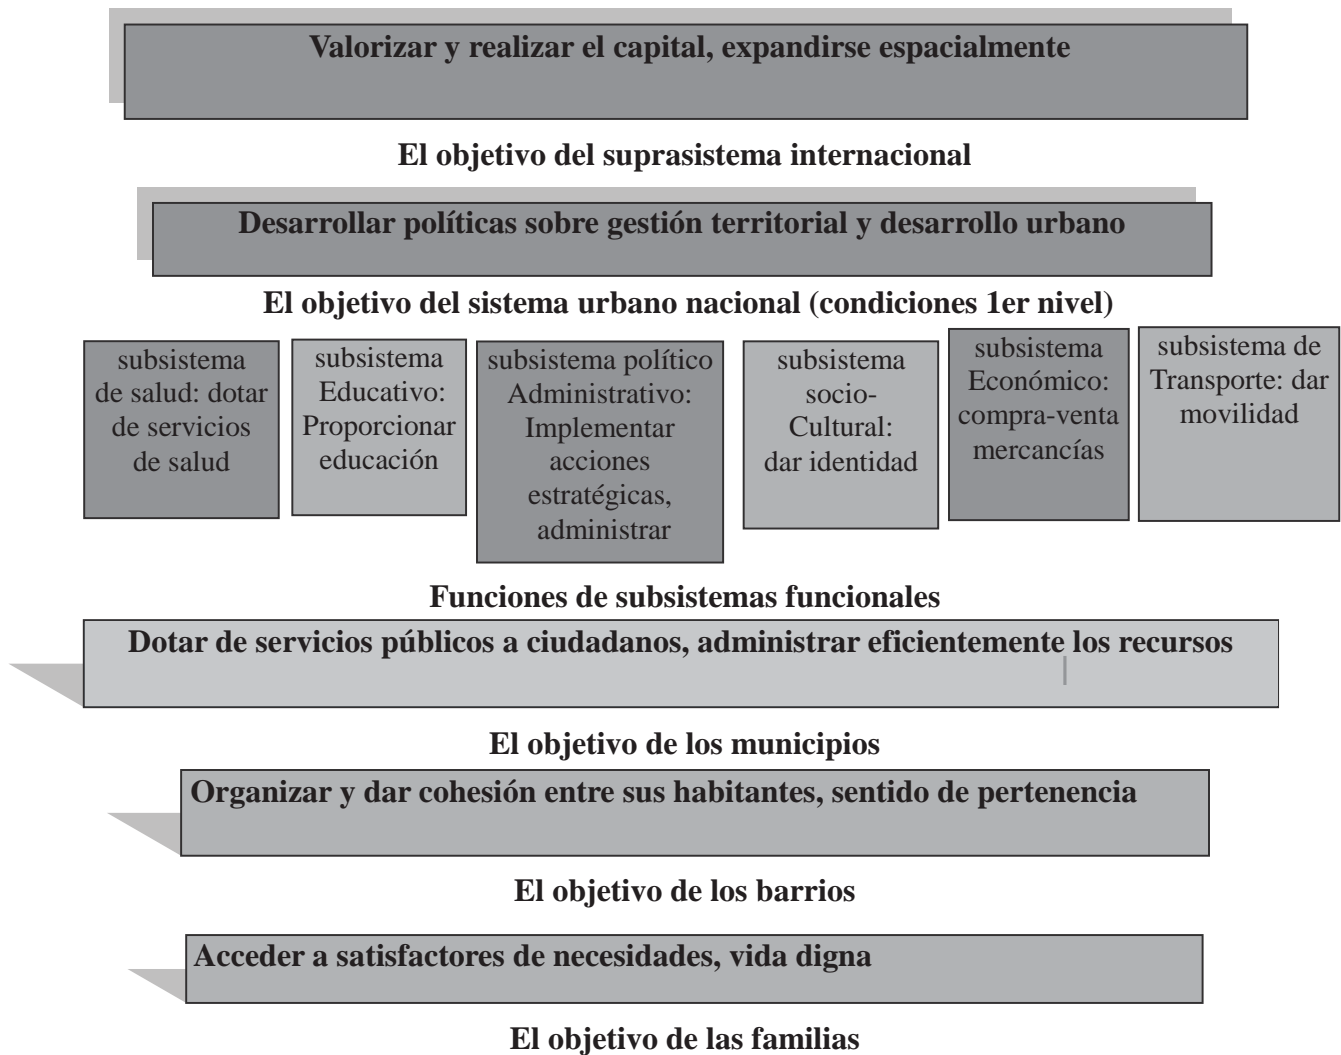 Valorizar y realizar el capital, expandirse espacialmente
El objetivo del suprasistema internacional
Desarrollar políticas sobre gestión territorial y desarrollo urbano
El objetivo del sistema urbano nacional (condiciones 1er nivel)
subsistema
de salud: dotar
de servicios
de salud
subsistema
Educativo:
Proporcionar
educación
subsistema político
Administrativo:
Implementar
acciones
estratégicas,
administrar
subsistema
socio-
Cultural:
dar identidad
subsistema
Económico:
compra-venta
mercancías
subsistema de
Transporte: dar
movilidad
Funciones de subsistemas funcionales
Dotar de servicios públicos a ciudadanos, administrar eficientemente los recursos
El objetivo de los municipios
Organizar y dar cohesión entre sus habitantes, sentido de pertenencia
El objetivo de los barrios
Acceder a satisfactores de necesidades, vida digna
El objetivo de las familias